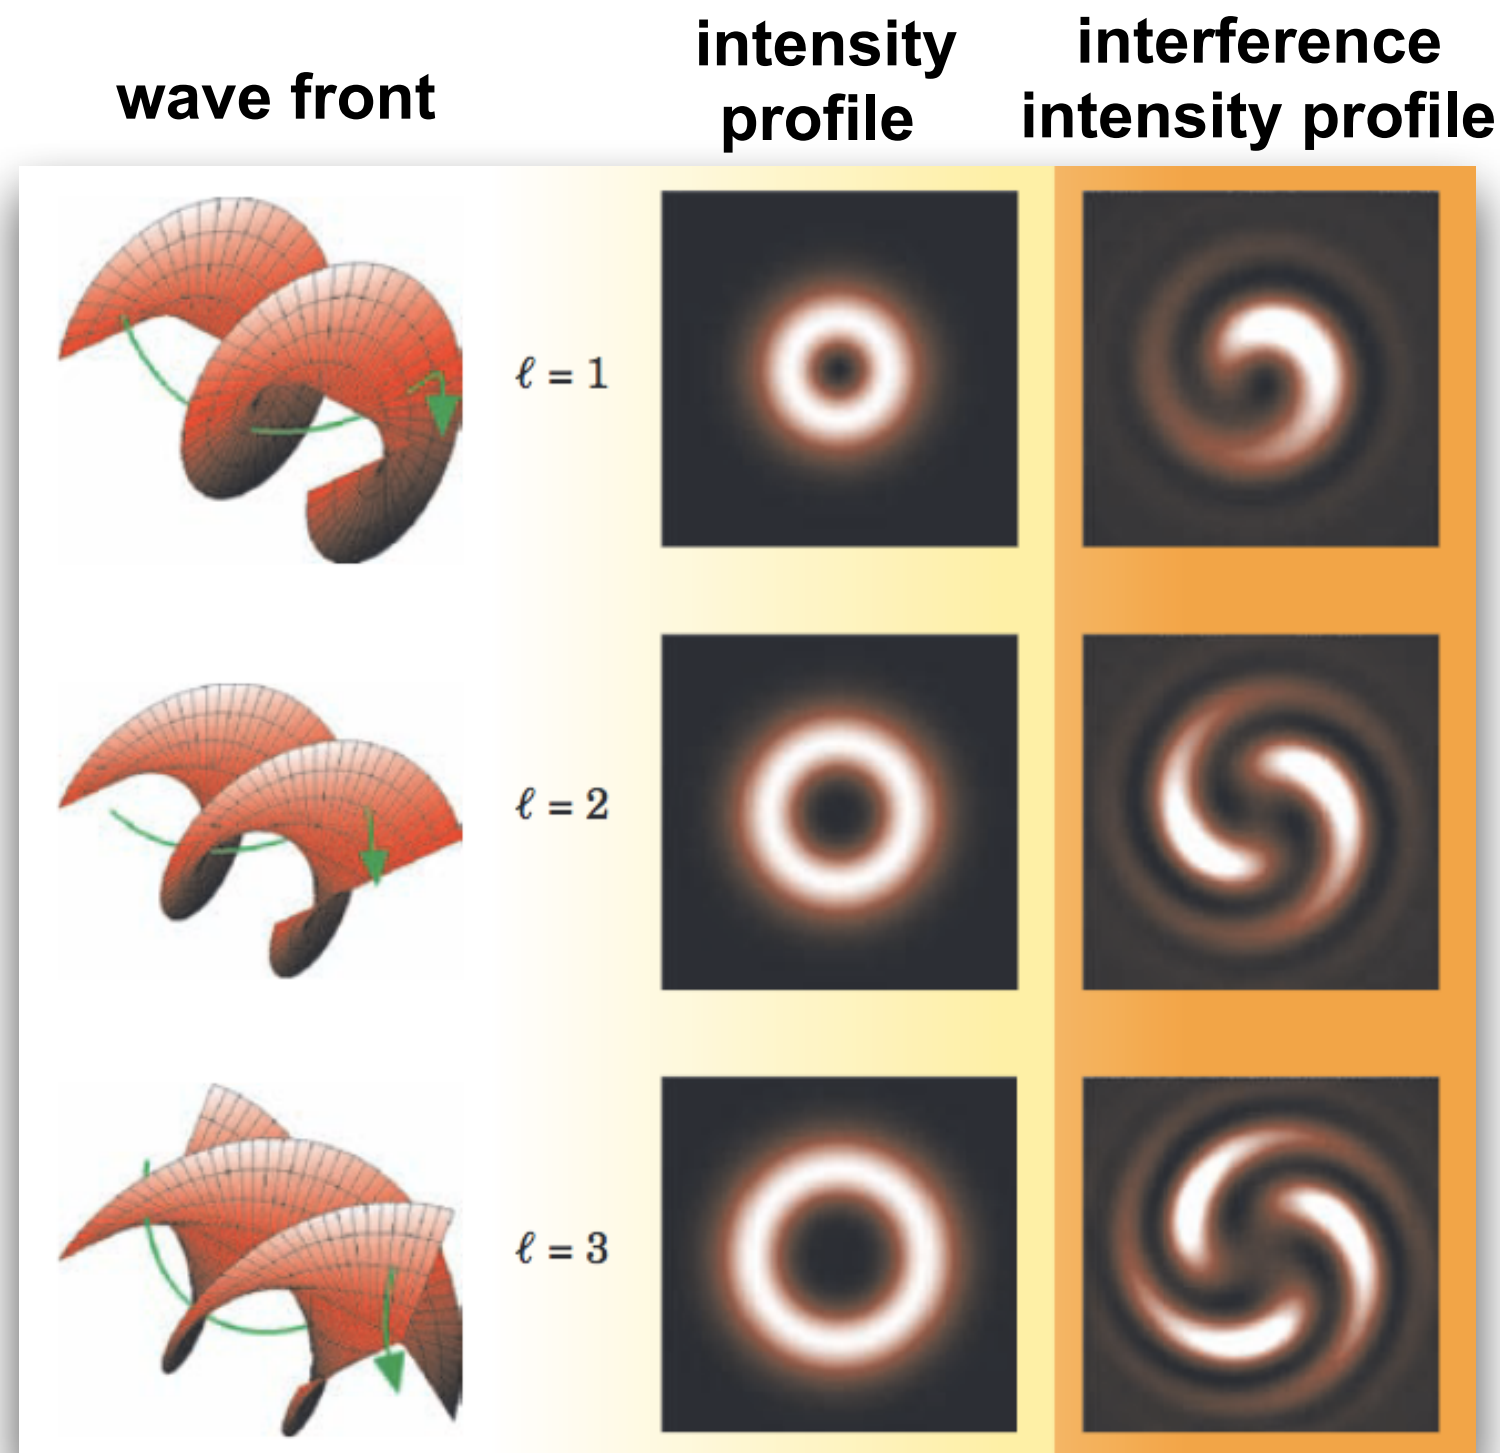 wave front
intensity
profile
interference
intensity profile
ℓ = 1
ℓ = 2
ℓ = 3